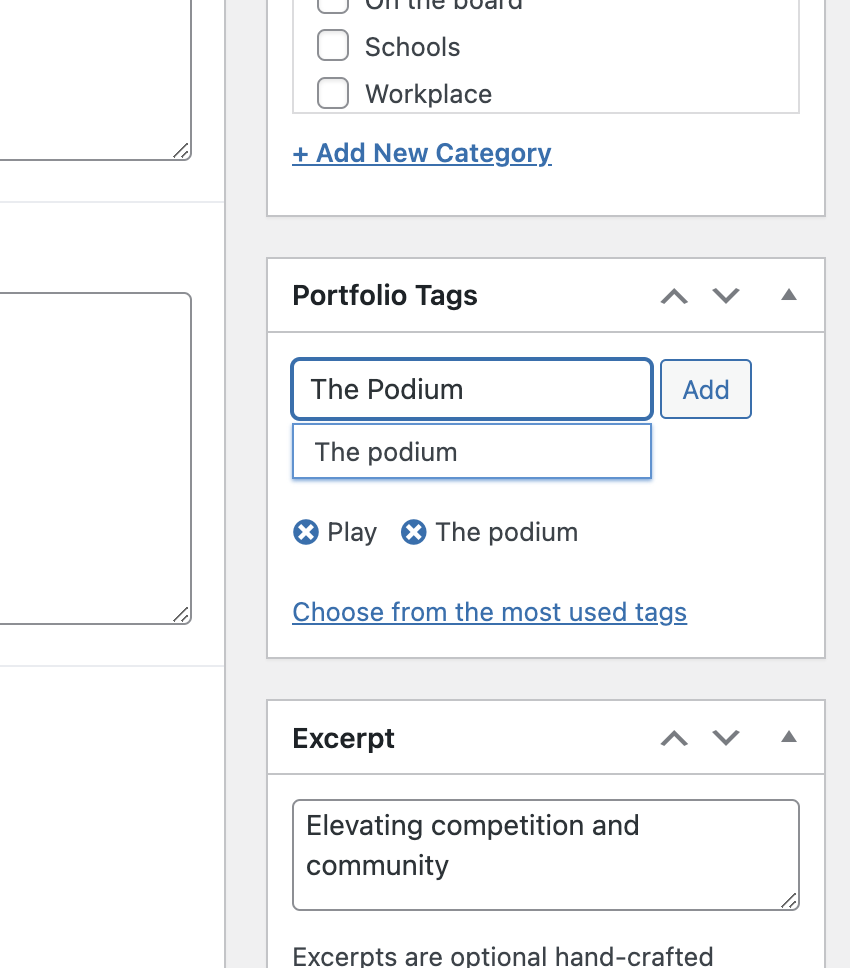 On the board
Schools
Workplace
+ Add New Category
Portfolio Tags
The Podium
Add
The podium
Play
The podium
Choose from the most used tags
Excerpt
Elevating competition and
community
Excerpts are optional hand-crafted